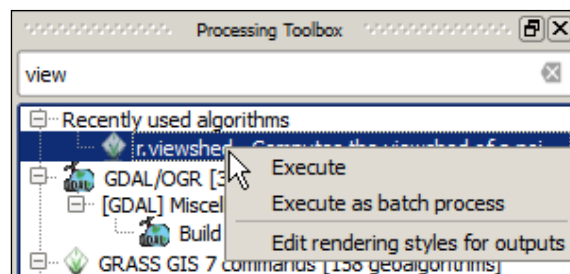 Processing Toolbox
view
Recently used algorithms
r.viewshed - Computes the viewshed of a poi
Execute
GDAL/OGR [3
Execute as batch process
[GDAL] Miscel
Build
Edit rendering styles for outputs
GRASS GIS 7 commands [158 geoalgorithms]